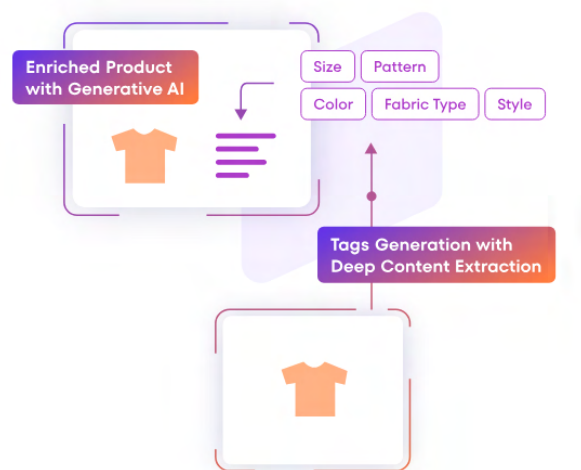 Enriched Product
with Generative AI
Size Pattern
Color Fabric Type Style
Tags Generation with
Deep Content Extraction